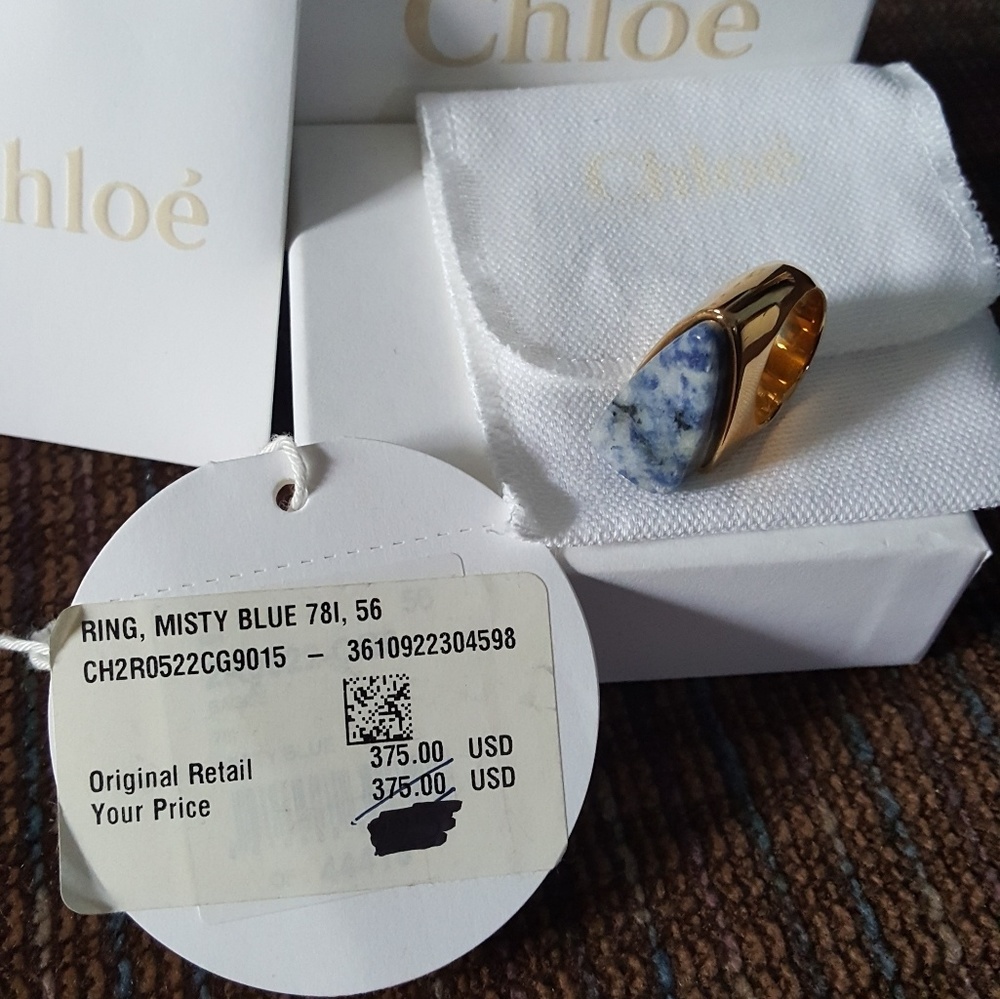 Chloé
hloé
Chloé
RING, MISTY BLUE 78I, 56
CH2R0522CG9015 – 3610922304598
Original Retail 375.00 USD
Your Price 375.00 USD